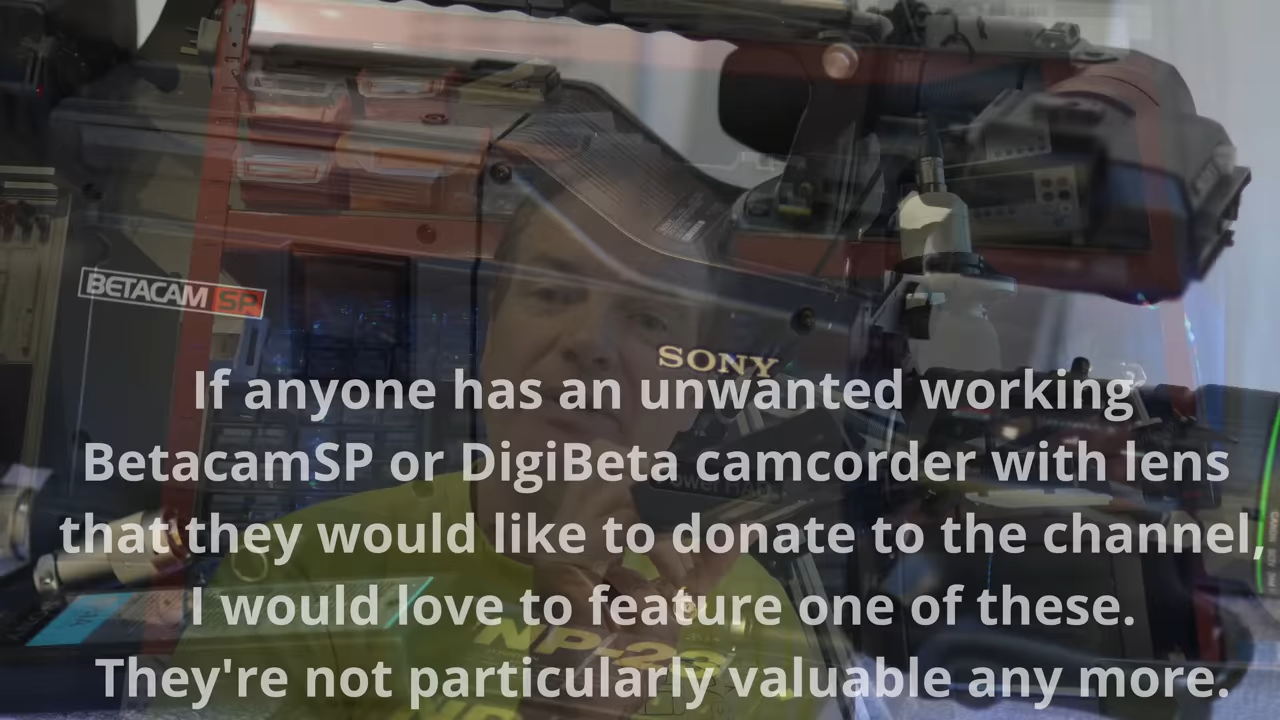 BETACAM SP
SONY
If anyone has an unwanted working
BetacamSP or DigiBeta camcorder with lens
that they would like to donate to the channel,
I would love to feature one of these.
They're not particularly valuable any more.